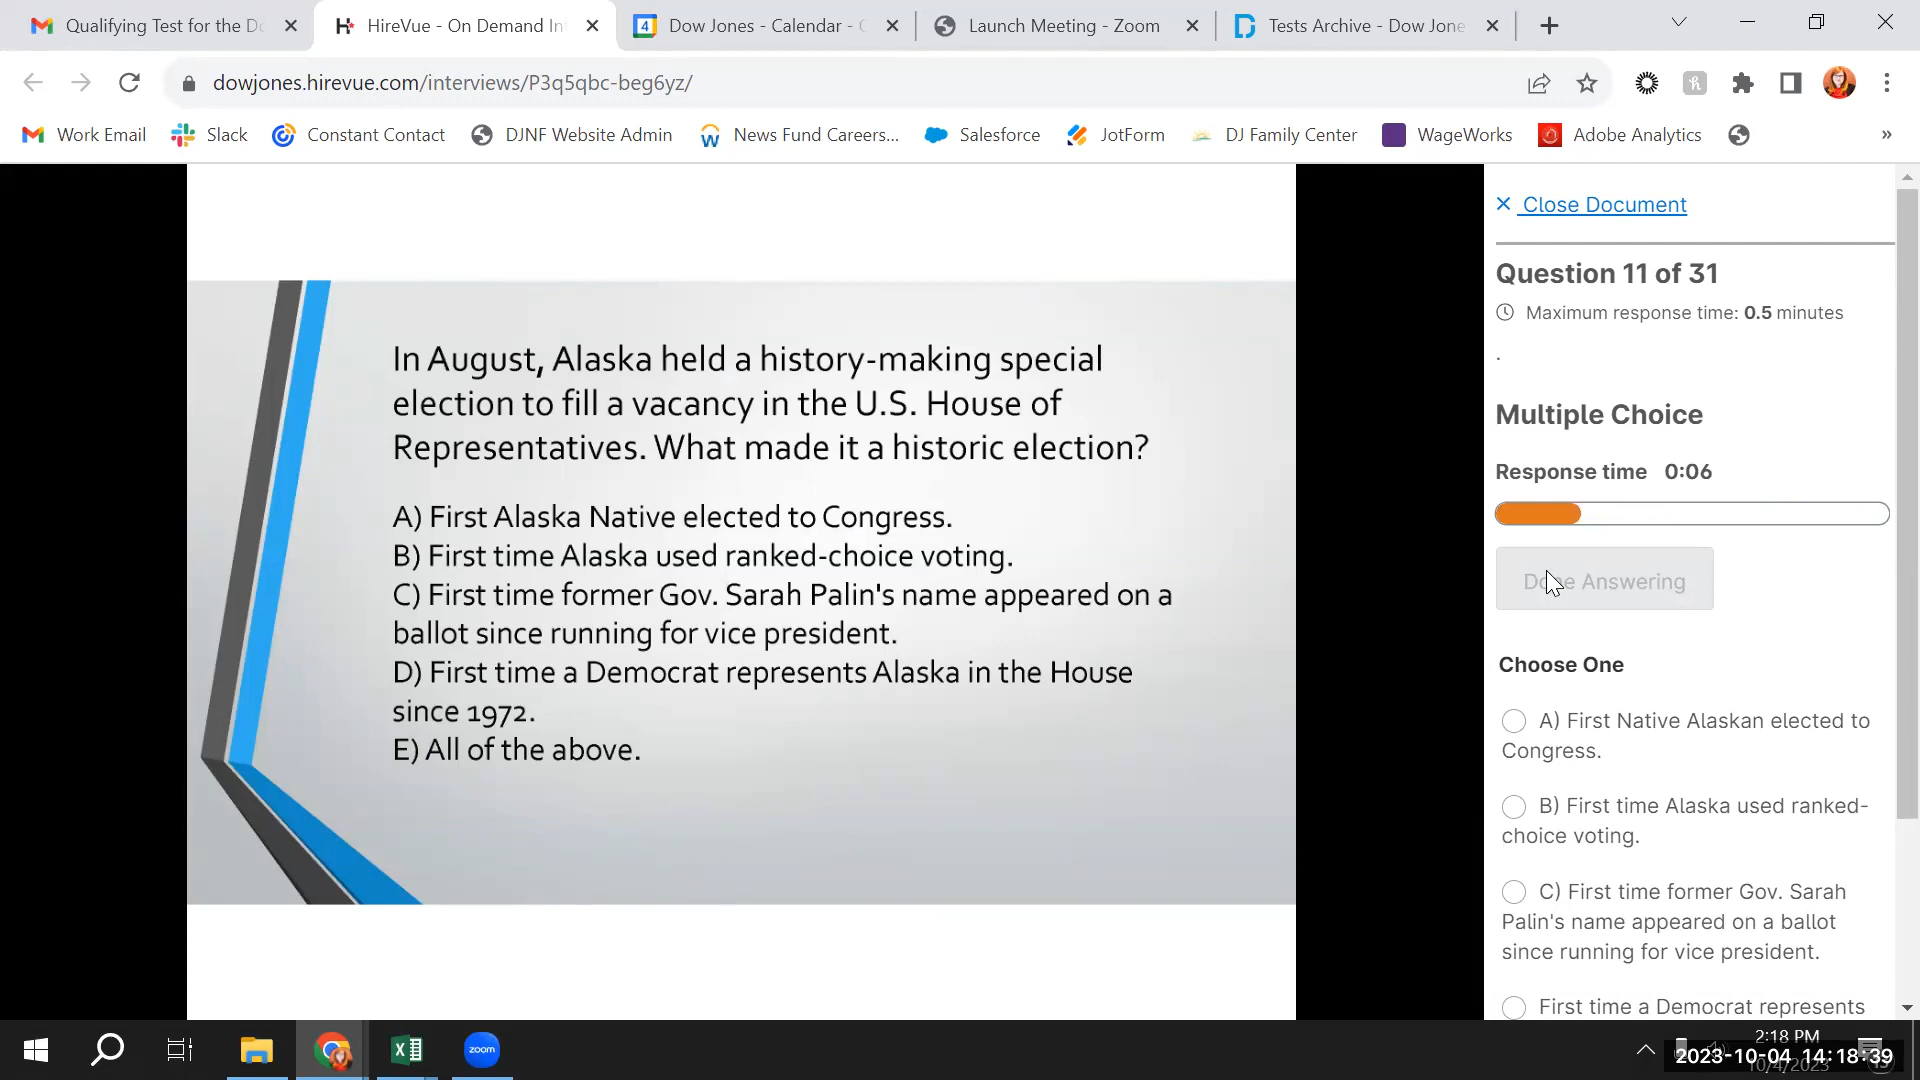 Qualifying Test for the Do
HireVue - On Demand In
4
Dow Jones - Calendar - C
Launch Meeting - Zoom
Tests Archive - Dow Jone
dowjones.hirevue.com/interviews/P3q5qbc-beg6yz/
Work Email
Slack
Constant Contact
DJNF Website Admin
News Fund Careers...
Salesforce
JotForm
DJ Family Center
WageWorks
Adobe Analytics
»
In August, Alaska held a history-making special
election to fill a vacancy in the U.S. House of
Representatives. What made it a historic election?
A) First Alaska Native elected to Congress.
B) First time Alaska used ranked-choice voting.
C) First time former Gov. Sarah Palin's name appeared on a
ballot since running for vice president.
D) First time a Democrat represents Alaska in the House
since 1972.
E) All of the above.
Close Document
Question 11 of 31
Maximum response time: 0.5 minutes
.
Multiple Choice
Response time 0:06
Done Answering
Choose One
A) First Native Alaskan elected to
Congress.
B) First time Alaska used ranked-
choice voting.
C) First time former Gov. Sarah
Palin's name appeared on a ballot
since running for vice president.
First time a Democrat represents
zoom
2:18 PM
2023-10-04 14:18:39
10/4/2023